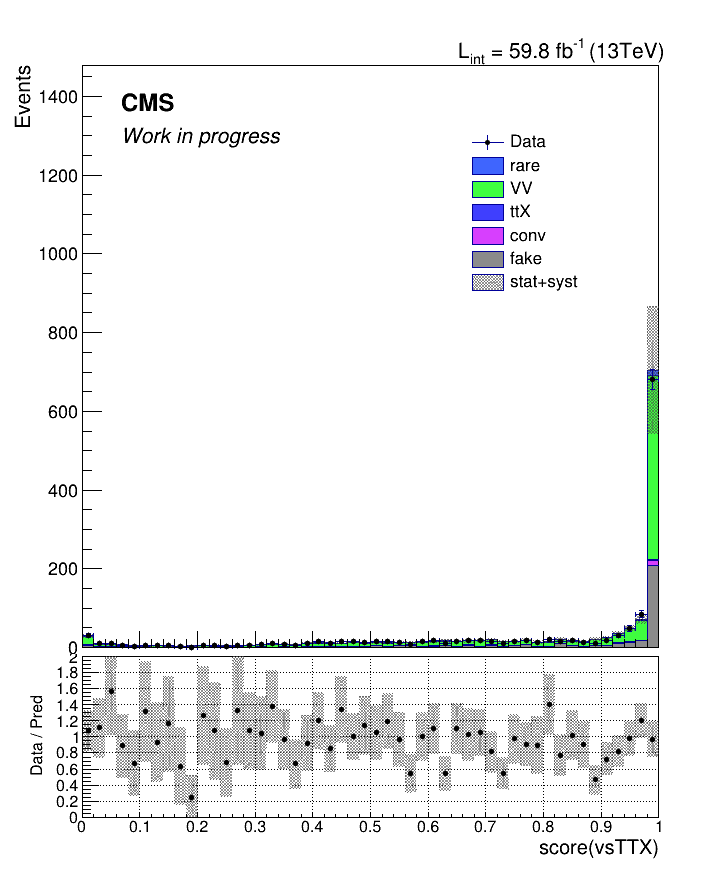 L_int = 59.8 fb^-1 (13TeV)
Events
CMS
Work in progress
Data
rare
VV
ttX
conv
fake
stat+syst
1400
1200
1000
800
600
400
200
0
Data / Pred
2
1.8
1.6
1.4
1.2
1
0.8
0.6
0.4
0.2
0
0 0.1 0.2 0.3 0.4 0.5 0.6 0.7 0.8 0.9 1
score(vsTTX)